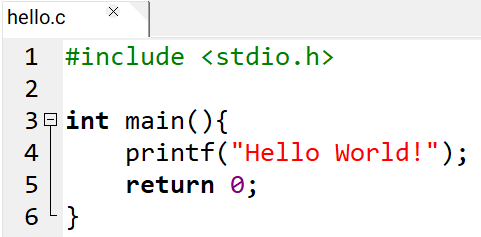 hello.c
1 #include <stdio.h>
2
3 int main(){
4     printf("Hello World!");
5     return 0;
6 }